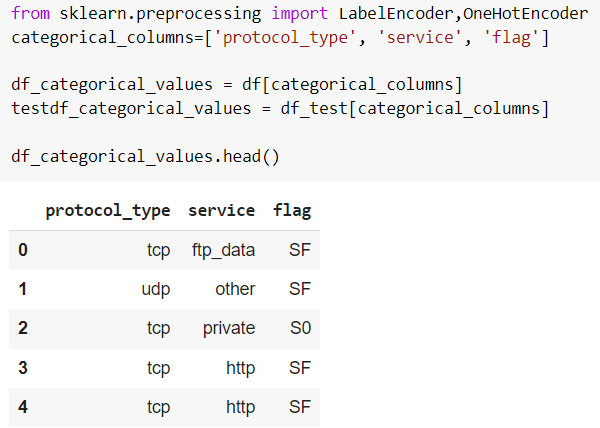 from sklearn.preprocessing import LabelEncoder,OneHotEncoder
categorical_columns=['protocol_type', 'service', 'flag']
df_categorical_values = df[categorical_columns]
testdf_categorical_values = df_test[categorical_columns]
df_categorical_values.head()
protocol_type service flag
0 tcp ftp_data SF
1 udp other SF
2 tcp private S0
3 tcp http SF
4 tcp http SF